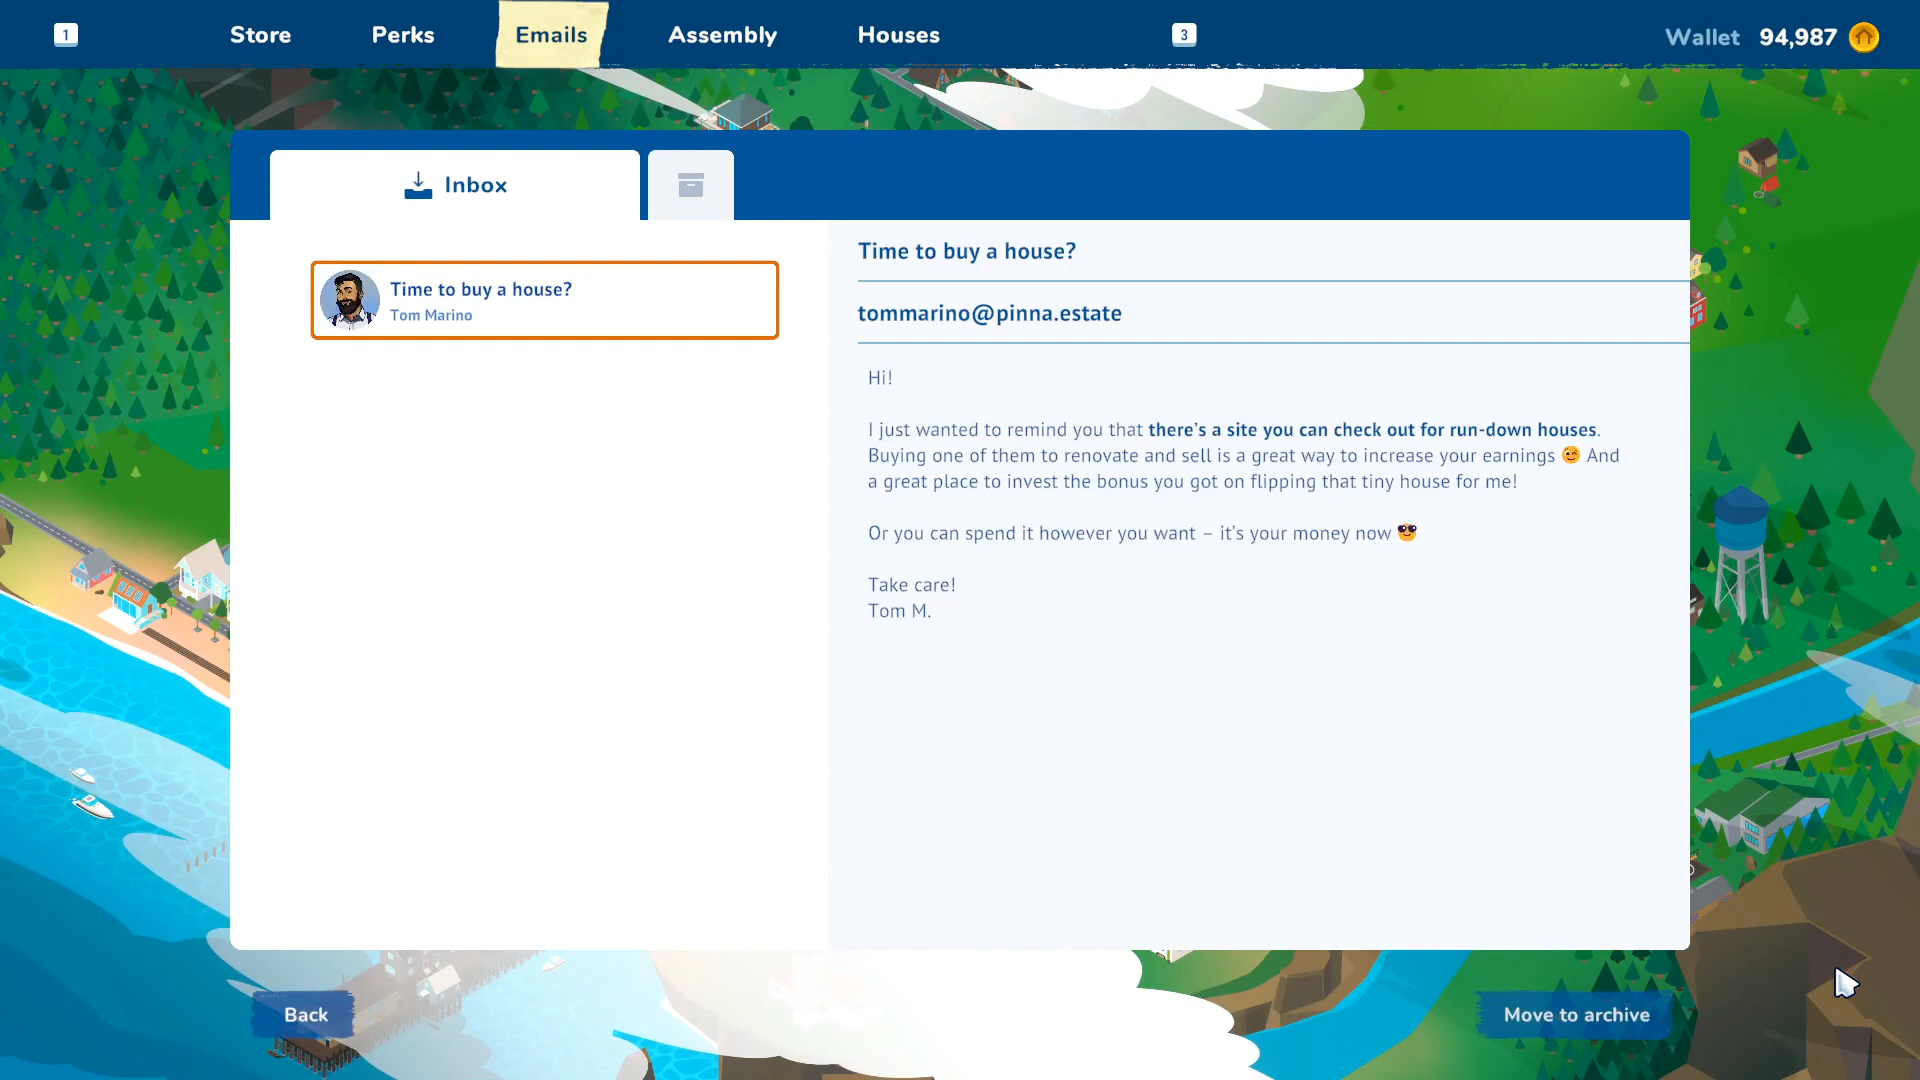 1
Store
Perks
Emails
Assembly
Houses
3
Wallet 94,987
Inbox
Time to buy a house?
Tom Marino
Time to buy a house?
tommarino@pinna.estate
Hi!
I just wanted to remind you that there's a site you can check out for run-down houses.
Buying one of them to renovate and sell is a great way to increase your earnings 😊 And
a great place to invest the bonus you got on flipping that tiny house for me!
Or you can spend it however you want – it's your money now 😎
Take care!
Tom M.
Back
Move to archive